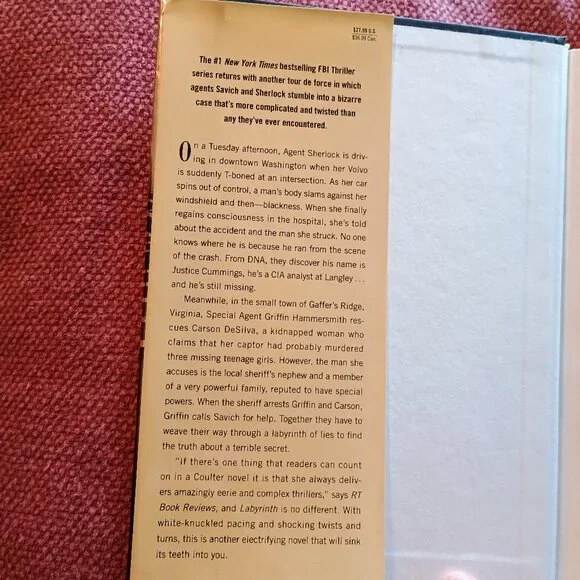 $27.99 U.S.
$36.99 Can.
The #1 New York Times bestselling FBI Thriller
series returns with another tour de force in which
agents Savich and Sherlock stumble into a bizarre
case that's more complicated and twisted than
any they've ever encountered.
On a Tuesday afternoon, Agent Sherlock is driv-
ing in downtown Washington when her Volvo
is suddenly T-boned at an intersection. As her car
spins out of control, a man's body slams against her
windshield and then—blackness. When she finally
regains consciousness in the hospital, she's told
about the accident and the man she struck. No one
knows where he is because he ran from the scene
of the crash. From DNA, they discover his name is
Justice Cummings, he's a CIA analyst at Langley . . .
and he's still missing.
Meanwhile, in the small town of Gaffer's Ridge,
Virginia, Special Agent Griffin Hammersmith res-
cues Carson DeSilva, a kidnapped woman who
claims that her captor had probably murdered
three missing teenage girls. However, the man she
accuses is the local sheriff's nephew and a member
of a very powerful family, reputed to have special
powers. When the sheriff arrests Griffin and Carson,
Griffin calls Savich for help. Together they have to
weave their way through a labyrinth of lies to find
the truth about a terrible secret.
"If there's one thing that readers can count
on in a Coulter novel it is that she always deliv-
ers amazingly eerie and complex thrillers," says RT
Book Reviews, and Labyrinth is no different. With
white-knuckled pacing and shocking twists and
turns, this is another electrifying novel that will sink
its teeth into you.